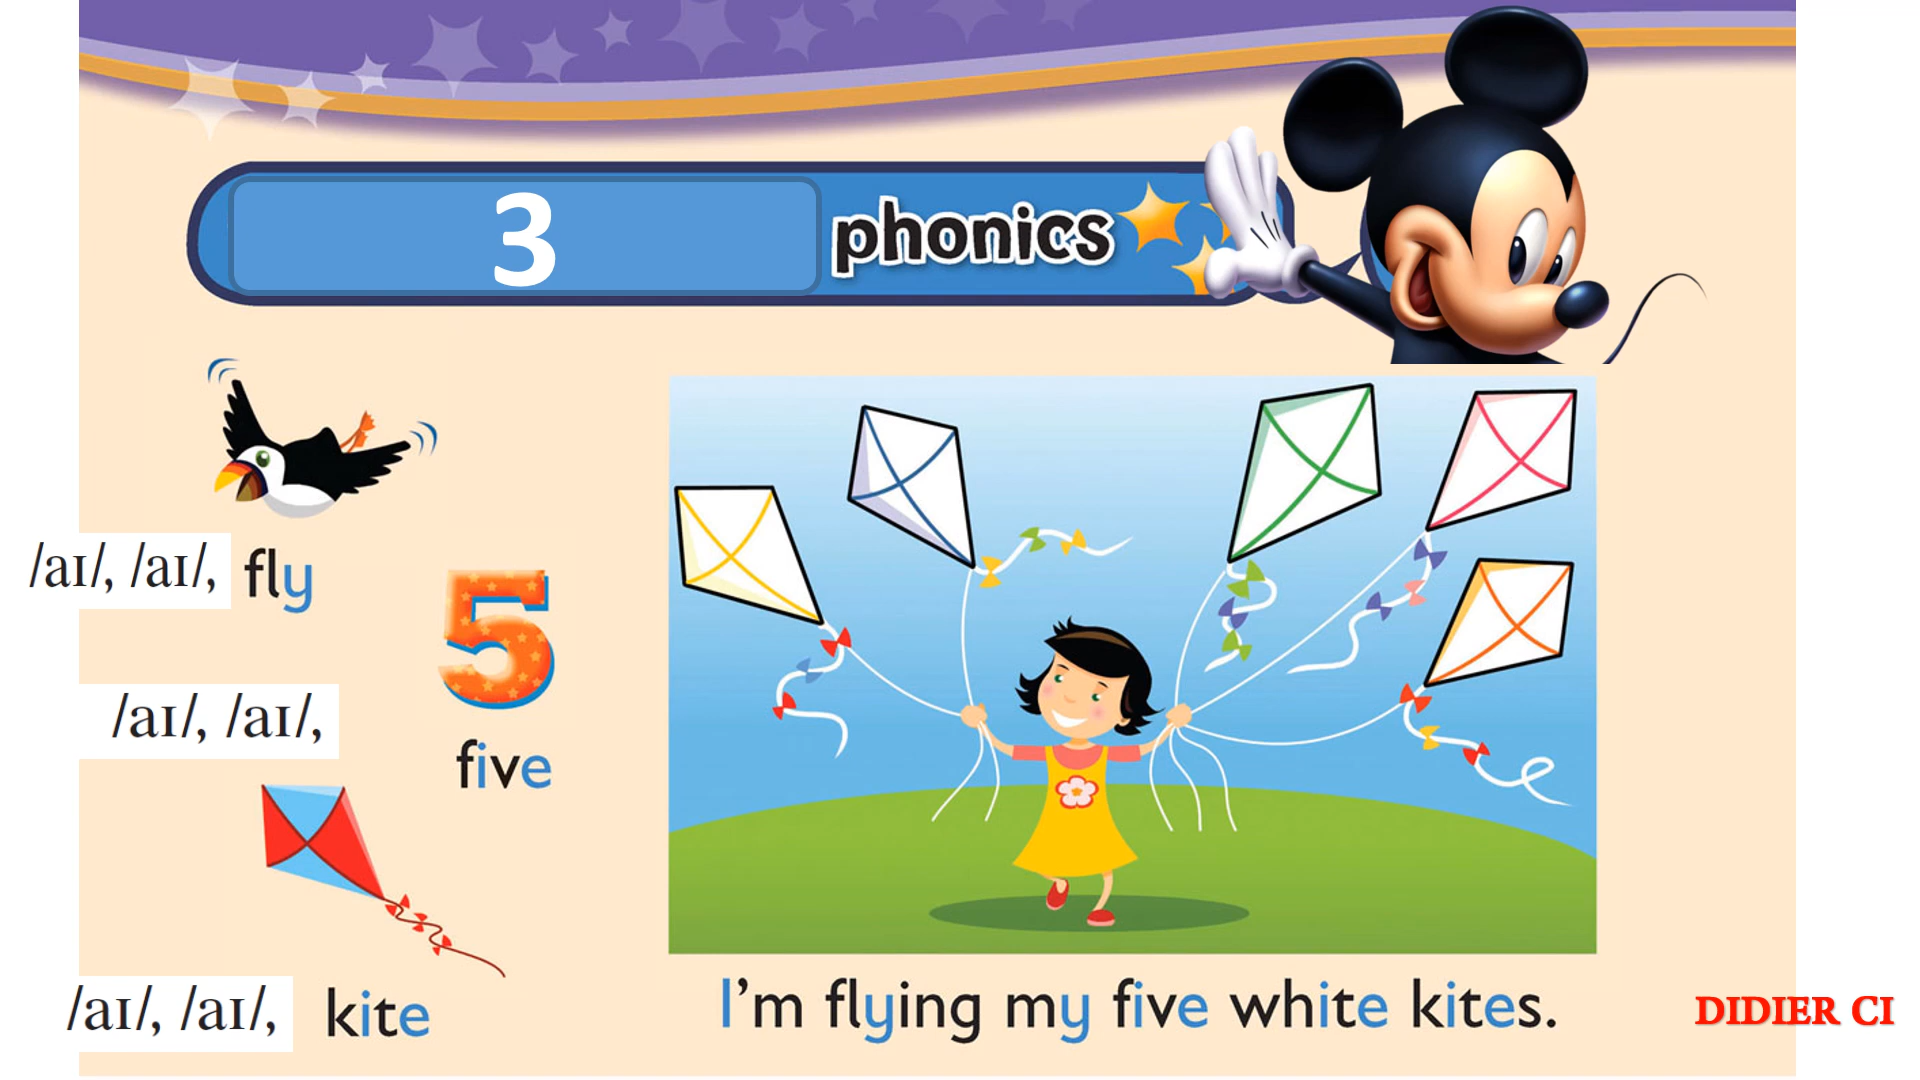 3
phonics
/aɪ/, /aɪ/, fly
5
/aɪ/, /aɪ/,
five
/aɪ/, /aɪ/, kite
I’m flying my five white kites.
DIDIER CI